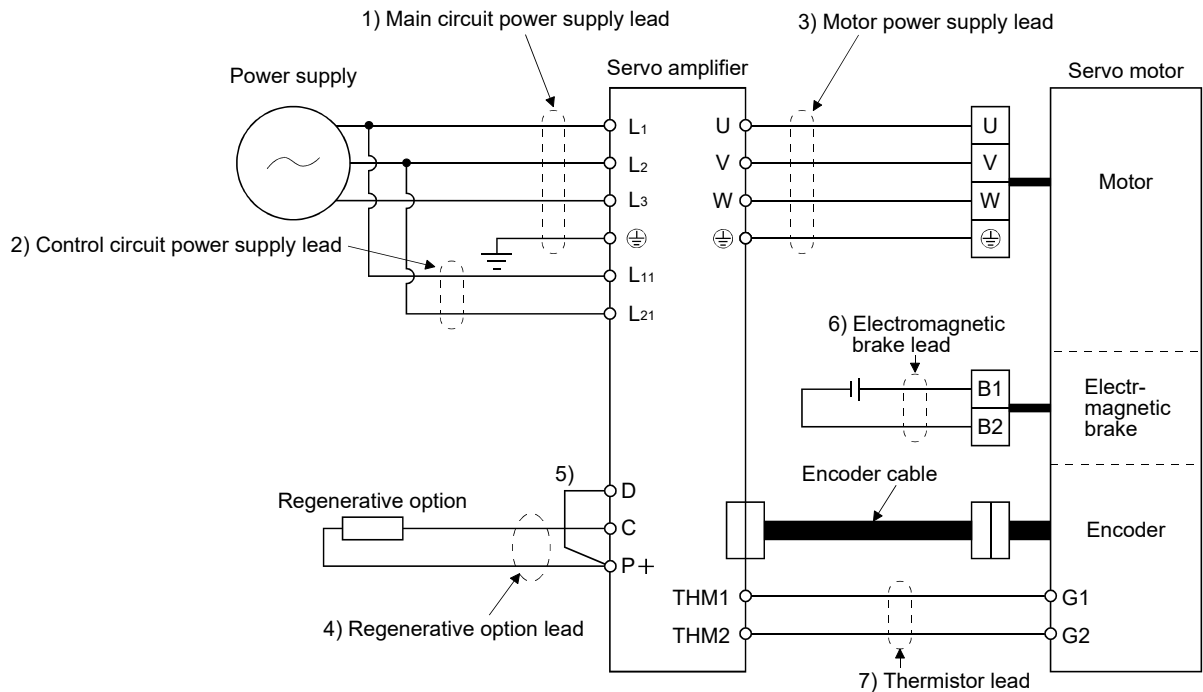 1) Main circuit power supply lead
3) Motor power supply lead
Power supply
Servo amplifier
Servo motor
L1
U
U
L2
V
V
Motor
L3
W
W
2) Control circuit power supply lead
L11
L21
6) Electromagnetic
brake lead
B1
B2
Electr-
magnetic
brake
5)
D
Encoder cable
Regenerative option
C
Encoder
P+
THM1
G1
4) Regenerative option lead
THM2
G2
7) Thermistor lead